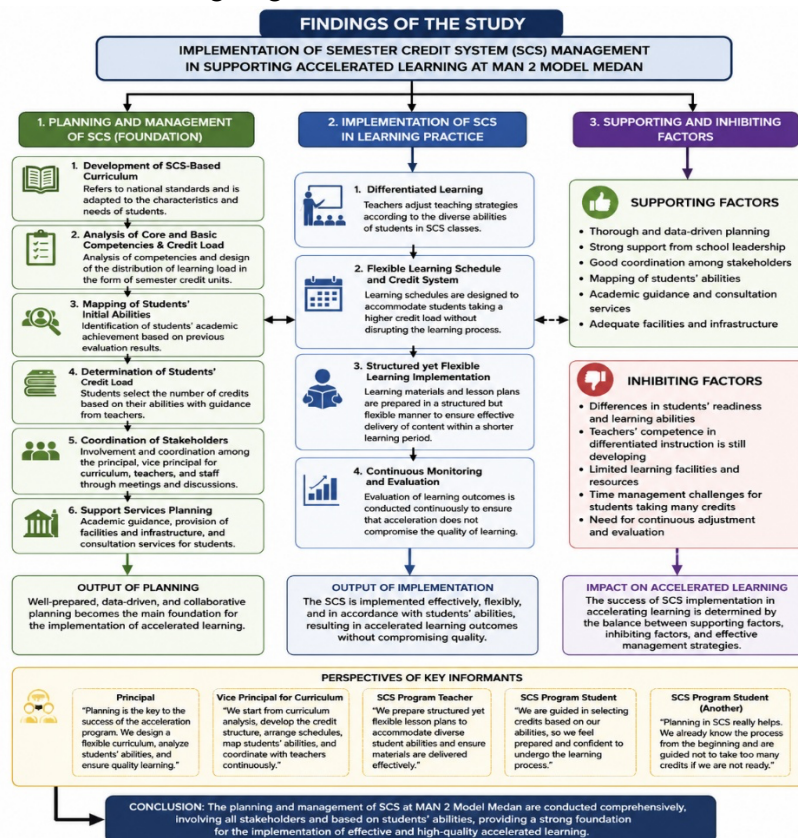 FINDINGS OF THE STUDY
IMPLEMENTATION OF SEMESTER CREDIT SYSTEM (SCS) MANAGEMENT
IN SUPPORTING ACCELERATED LEARNING AT MAN 2 MODEL MEDAN
1. PLANNING AND MANAGEMENT
OF SCS (FOUNDATION)
1. Development of SCS-Based
Curriculum
Refers to national standards and is
adapted to the characteristics and
needs of students.
2. Analysis of Core and Basic
Competencies & Credit Load
Analysis of competencies and design
of the distribution of learning load in
the form of semester credit units.
3. Mapping of Students'
Initial Abilities
Identification of students' academic
achievement based on previous
evaluation results.
4. Determination of Students'
Credit Load
Students select the number of credits
based on their abilities with guidance
from teachers.
5. Coordination of Stakeholders
Involvement and coordination among
the principal, vice principal for
curriculum, teachers, and staff
through meetings and discussions.
6. Support Services Planning
Academic guidance, provision of
facilities and infrastructure, and
consultation services for students.
OUTPUT OF PLANNING
Well-prepared, data-driven, and collaborative
planning becomes the main foundation for
the implementation of accelerated learning.
2. IMPLEMENTATION OF SCS
IN LEARNING PRACTICE
1. Differentiated Learning
Teachers adjust teaching strategies
according to the diverse abilities
of students in SCS classes.
2. Flexible Learning Schedule
and Credit System
Learning schedules are designed to
accommodate students taking a
higher credit load without
disrupting the learning process.
3. Structured yet Flexible
Learning Implementation
Learning materials and lesson plans
are prepared in a structured but
flexible manner to ensure effective
delivery of content within a shorter
learning period.
4. Continuous Monitoring
and Evaluation
Evaluation of learning outcomes is
conducted continuously to ensure
that acceleration does not
compromise the quality of learning.
OUTPUT OF IMPLEMENTATION
The SCS is implemented effectively, flexibly,
and in accordance with students' abilities,
resulting in accelerated learning outcomes
without compromising quality.
3. SUPPORTING AND INHIBITING
FACTORS
SUPPORTING FACTORS
• Thorough and data-driven planning
• Strong support from school leadership
• Good coordination among stakeholders
• Mapping of students' abilities
• Academic guidance and consultation
services
• Adequate facilities and infrastructure
INHIBITING FACTORS
• Differences in students' readiness
and learning abilities
• Teachers' competence in
differentiated instruction is still
developing
• Limited learning facilities and
resources
• Time management challenges for
students taking many credits
• Need for continuous adjustment
and evaluation
IMPACT ON ACCELERATED LEARNING
The success of SCS implementation in
accelerating learning is determined by
the balance between supporting factors,
inhibiting factors, and effective
management strategies.
PERSPECTIVES OF KEY INFORMANTS
Principal
"Planning is the key to the
success of the acceleration
program. We design a
flexible curriculum, analyze
students' abilities, and
ensure quality learning."
Vice Principal for Curriculum
"We start from curriculum
analysis, develop the credit
structure, arrange schedules,
map students' abilities, and
coordinate with teachers
continuously."
SCS Program Teacher
"We prepare structured yet
flexible lesson plans to
accommodate diverse
student abilities and ensure
materials are delivered
effectively."
SCS Program Student
"We are guided in selecting
credits based on our
abilities, so we feel
prepared and confident to
undergo the learning
process."
SCS Program Student
(Another)
"Planning in SCS really helps.
We already know the process
from the beginning and are
guided not to take too many
credits if we are not ready."
CONCLUSION: The planning and management of SCS at MAN 2 Model Medan are conducted comprehensively,
involving all stakeholders and based on students' abilities, providing a strong foundation
for the implementation of effective and high-quality accelerated learning.